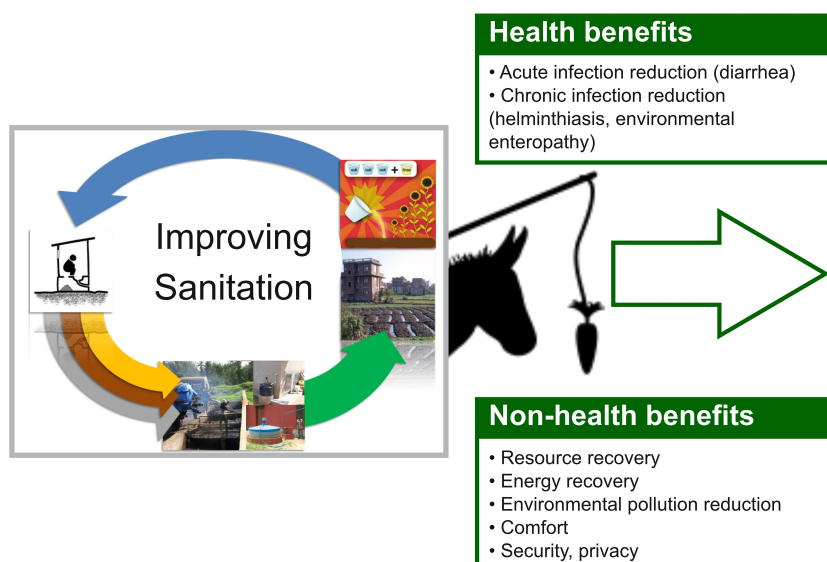 Health benefits
• Acute infection reduction (diarrhea)
• Chronic infection reduction
(helminthiasis, environmental
enteropathy)
Improving
Sanitation
Non-health benefits
• Resource recovery
• Energy recovery
• Environmental pollution reduction
• Comfort
• Security, privacy